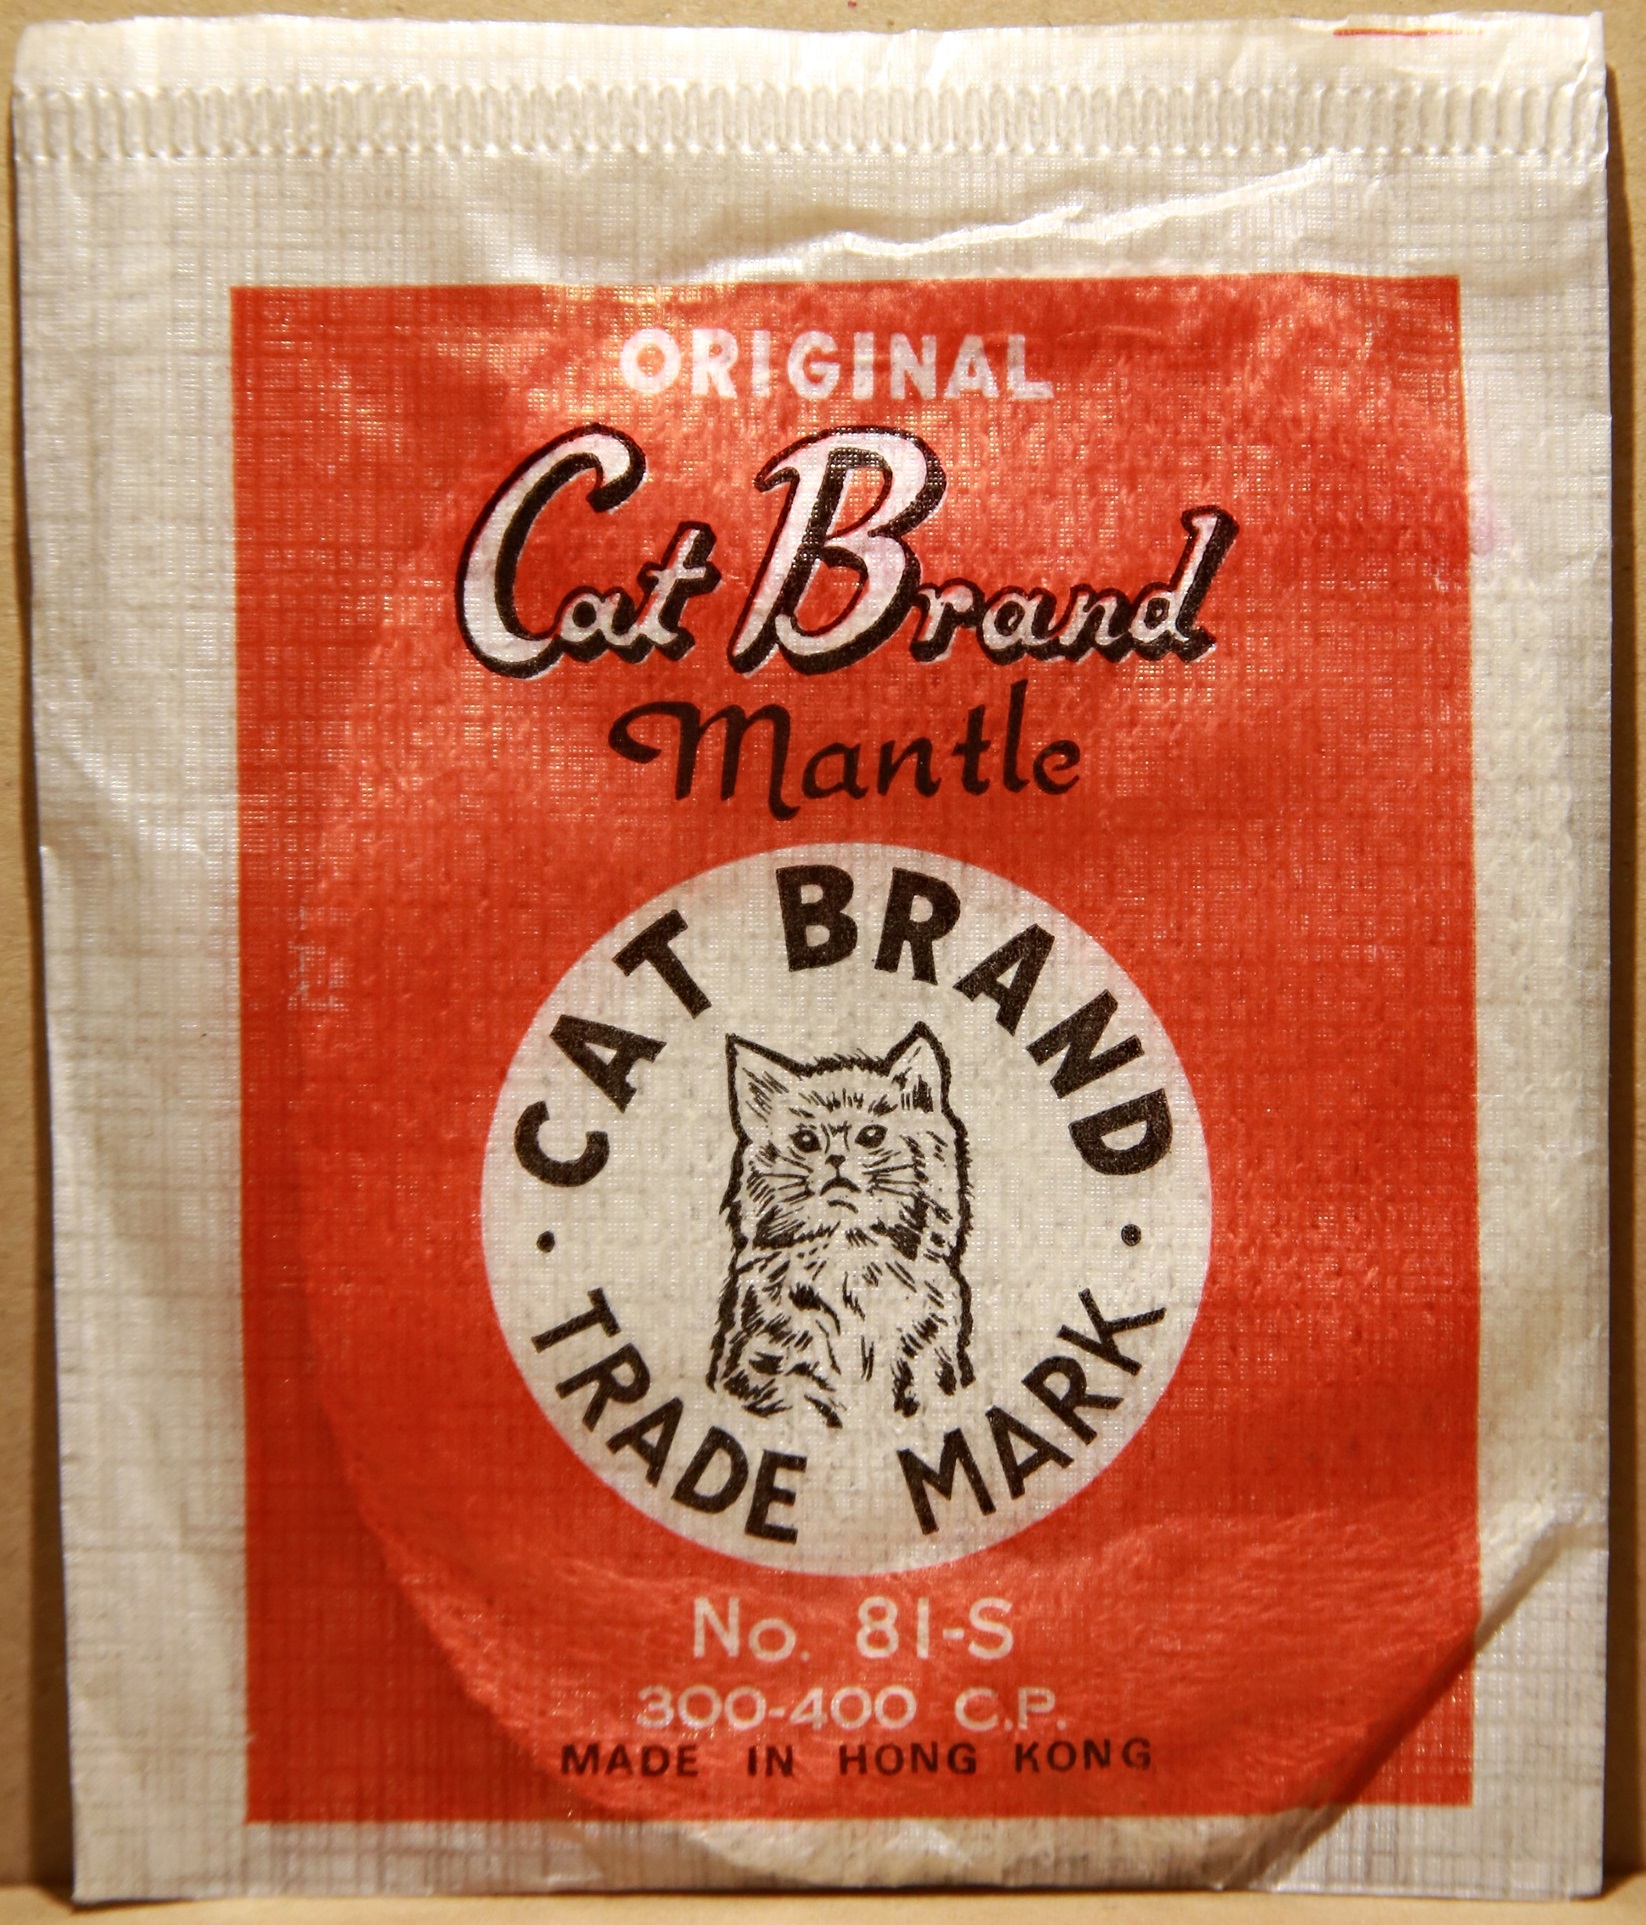 ORIGINAL
Cat Brand
Mantle
CAT BRAND
· TRADE MARK ·
No. 81-S
300-400 C.P.
MADE IN HONG KONG